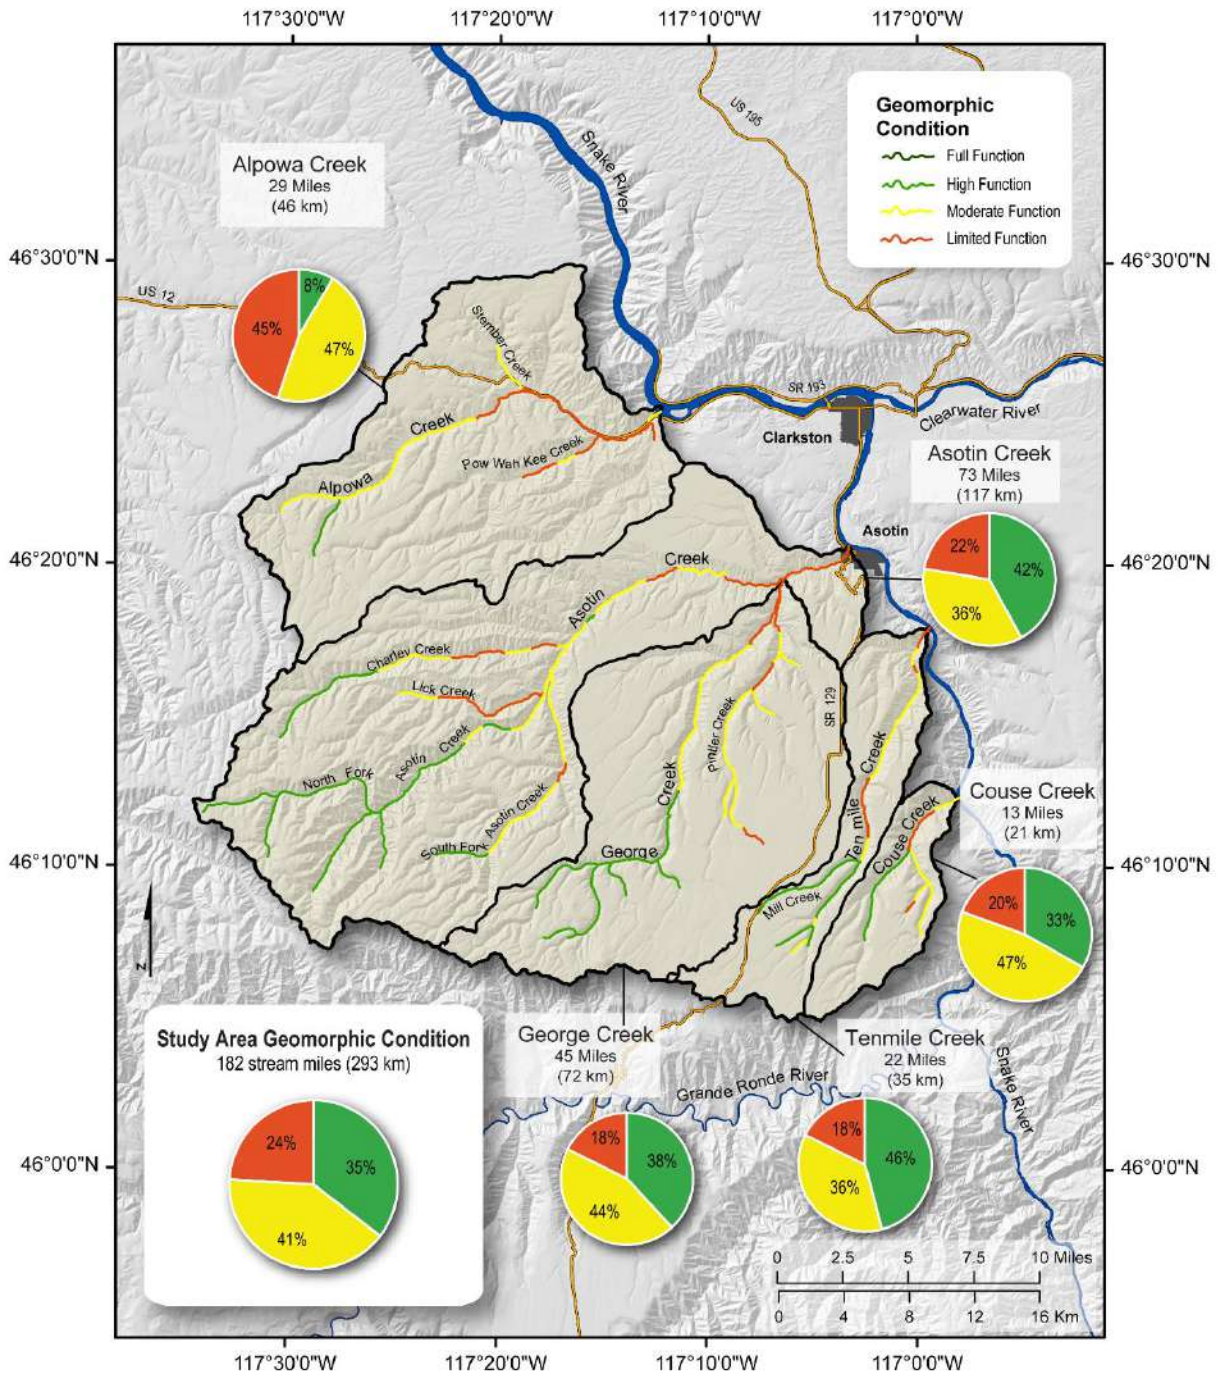 117°30'0"W
117°20'0"W
117°10'0"W
117°0'0"W
Geomorphic
Condition
Full Function
High Function
Moderate Function
Limited Function
US 195
Snake River
Alpowa Creek
29 Miles
(46 km)
46°30'0"N
46°30'0"N
US 12
8%
45%
47%
Stember Creek
SR 193
Clearwater River
Clarkston
Creek
Pow Wah Kee Creek
Alpowa
Asotin Creek
73 Miles
(117 km)
Asotin
22%
42%
36%
46°20'0"N
46°20'0"N
Creek
Asotin
Charley Creek
Lick Creek
SR 129
Pintler Creek
Creek
Asotin
North Fork
Creek
Creek
Asotin Creek
South Fork
George
Ten mile
Couse Creek
Mill Creek
Couse Creek
13 Miles
(21 km)
46°10'0"N
46°10'0"N
20%
33%
47%
N
Study Area Geomorphic Condition
182 stream miles (293 km)
24%
35%
41%
George Creek
45 Miles
(72 km)
Tenmile Creek
22 Miles
(35 km)
Grande Ronde River
Snake River
18%
38%
44%
18%
46%
36%
46°0'0"N
46°0'0"N
0 2.5 5 7.5 10 Miles
0 4 8 12 16 Km
117°30'0"W
117°20'0"W
117°10'0"W
117°0'0"W